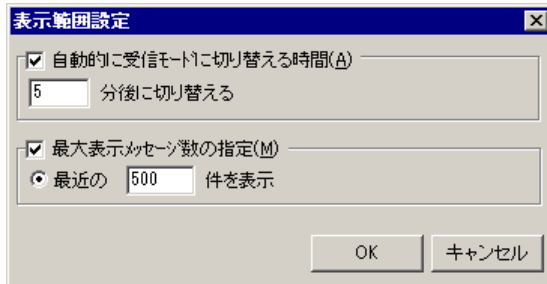 表示範囲設定
自動的に受信モードに切り替える時間(A)
5 分後に切り替える
最大表示メッセージ数の指定(M)
最近の 500 件を表示
OK キャンセル